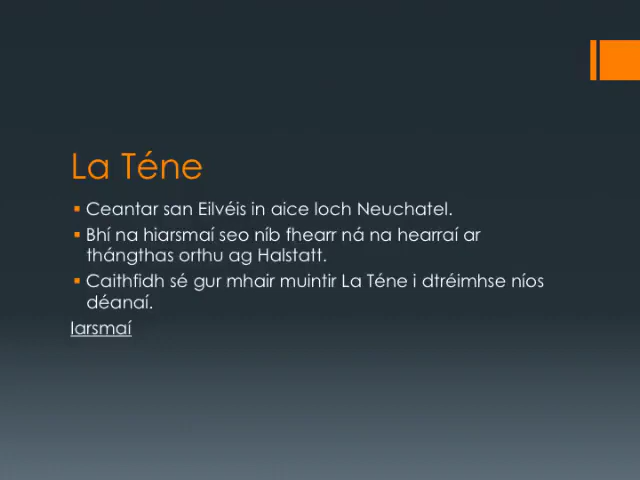 La Téne
▪ Ceantar san Eilvéis in aice loch Neuchatel.
▪ Bhí na hiarsmaí seo níb fhearr ná na hearraí ar
thángthas orthu ag Halstatt.
▪ Caithfidh sé gur mhair muintir La Téne i dtréimhse níos
déanaí.
Iarsmaí